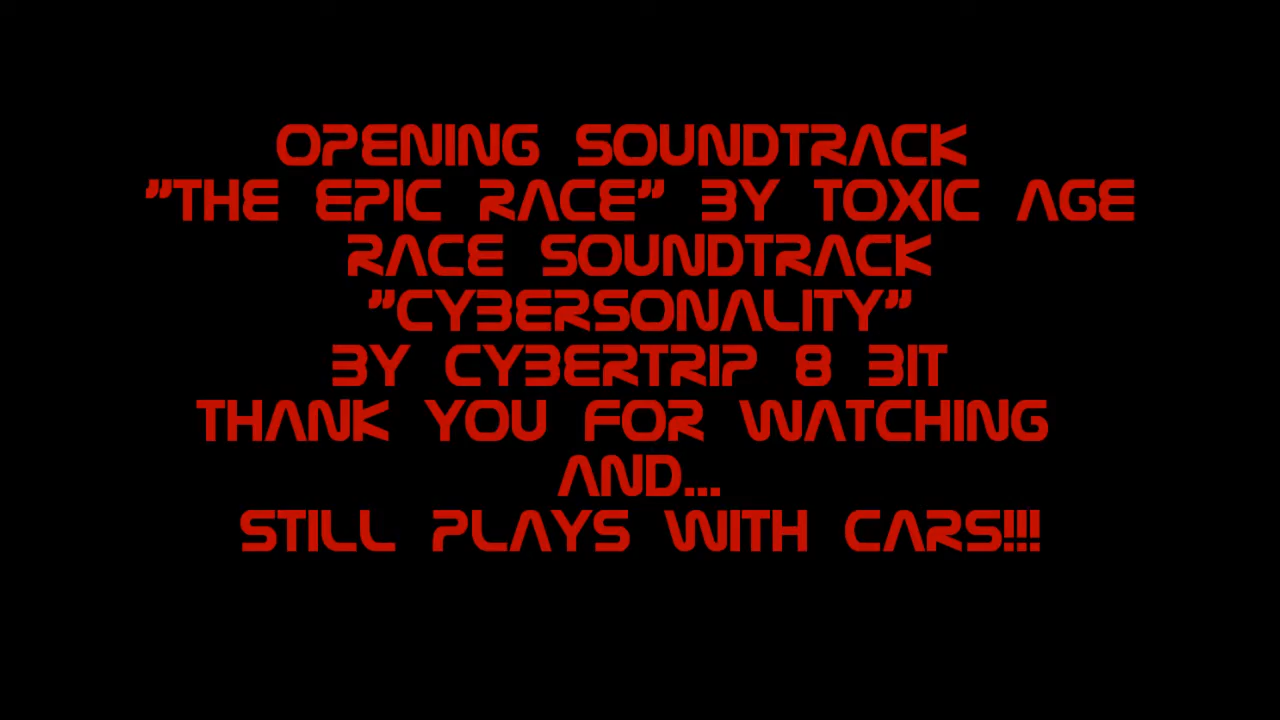 OPENING SOUNDTRACK
"THE EPIC RACE" BY TOXIC AGE
RACE SOUNDTRACK
"CYBERSONALITY"
BY CYBERTRIP 8 BIT
THANK YOU FOR WATCHING
AND...
STILL PLAYS WITH CARS!!!